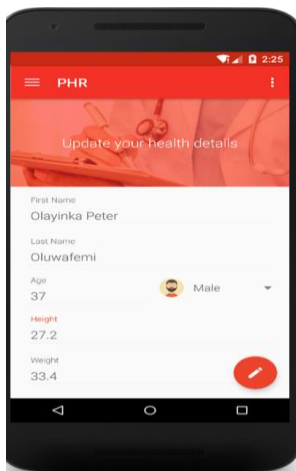 2:25
PHR
Update your health details
First Name
Olayinka Peter
Last Name
Oluwafemi
Age
37
Male
Height
27.2
Weight
33.4